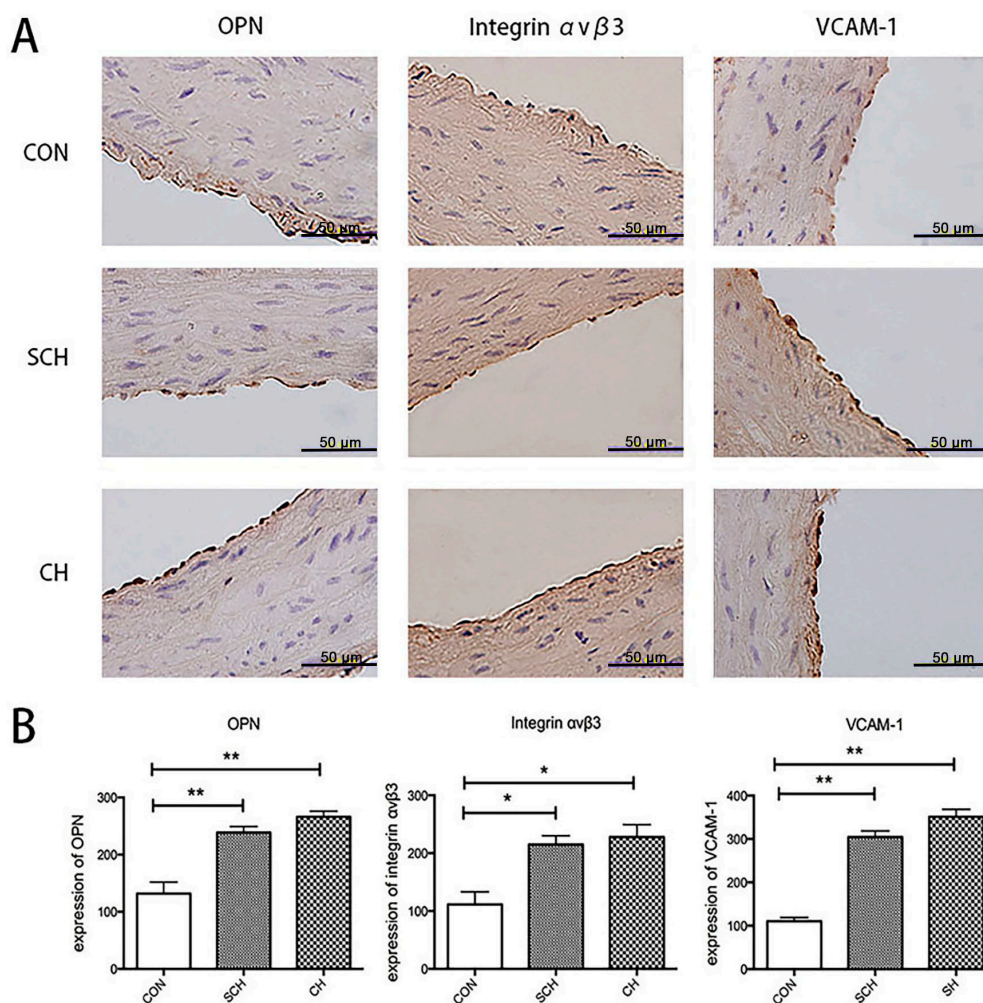 A
OPN
Integrin αvβ3
VCAM-1
CON
50 µm
50 µm
50 µm
SCH
50 µm
50 µm
50 µm
CH
50 µm
50 µm
50 µm
B
OPN
Integrin αvβ3
VCAM-1
**
**
*
*
**
**
expression of OPN
300
200
100
0
CON
SCH
CH
expression of integrin αvβ3
300
200
100
0
CON
SCH
CH
expression of VCAM-1
400
300
200
100
0
CON
SCH
SH